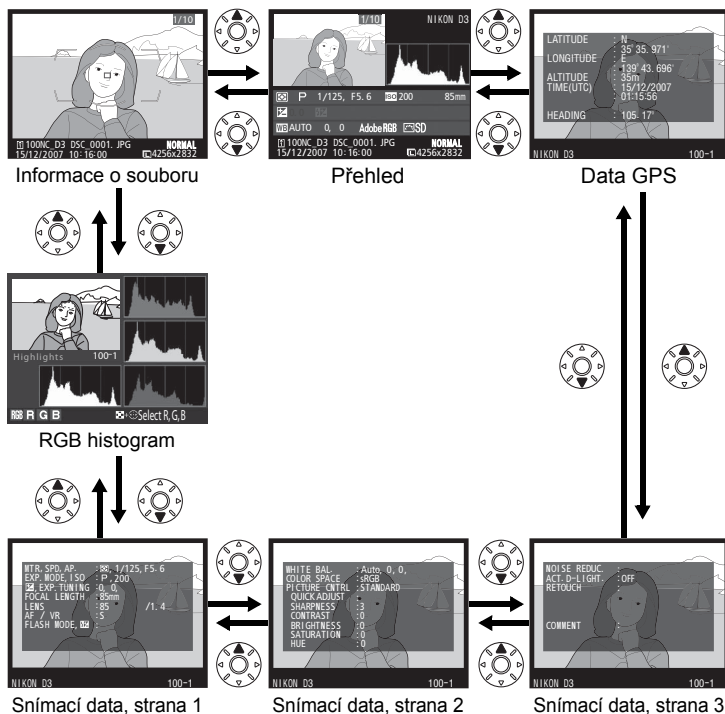 1/10
100NC_D3 DSC_0001. JPG NORMAL
15/12/2007 10:16:00 4256x2832
Informace o souboru
1/10 NIKON D3
P 1/125, F5. 6 ISO 200 85mm
WB AUTO 0, 0 Adobe RGB SD
100NC_D3 DSC_0001. JPG NORMAL
15/12/2007 10:16:00 4256x2832
Přehled
LATITUDE : N
: 35° 35. 971'
LONGITUDE : E
: 139° 43. 696'
ALTITUDE : 35m
TIME(UTC) : 15/12/2007
: 01:15:56
HEADING : 105. 17°
NIKON D3 100-1
Data GPS
Highlights 100-1
RGB R G B Select R, G, B
RGB histogram
MTR, SPD, AP. : , 1/125, F5. 6
EXP. MODE, ISO : P, 200
, EXP. TUNING : 0, 0,
FOCAL LENGTH : 85mm
LENS : 85 /1. 4
AF / VR : S
FLASH MODE, :
NIKON D3 100-1
Snímací data, strana 1
WHITE BAL. : Auto, 0, 0,
COLOR SPACE : sRGB
PICTURE CNTRL : STANDARD
QUICK ADJUST :
SHARPNESS : 3
CONTRAST : 0
BRIGHTNESS : 0
SATURATION : 0
HUE : 0
NIKON D3 100-1
Snímací data, strana 2
NOISE REDUC. :
ACT. D-LIGHT. : OFF
RETOUCH :
COMMENT :
NIKON D3 100-1
Snímací data, strana 3